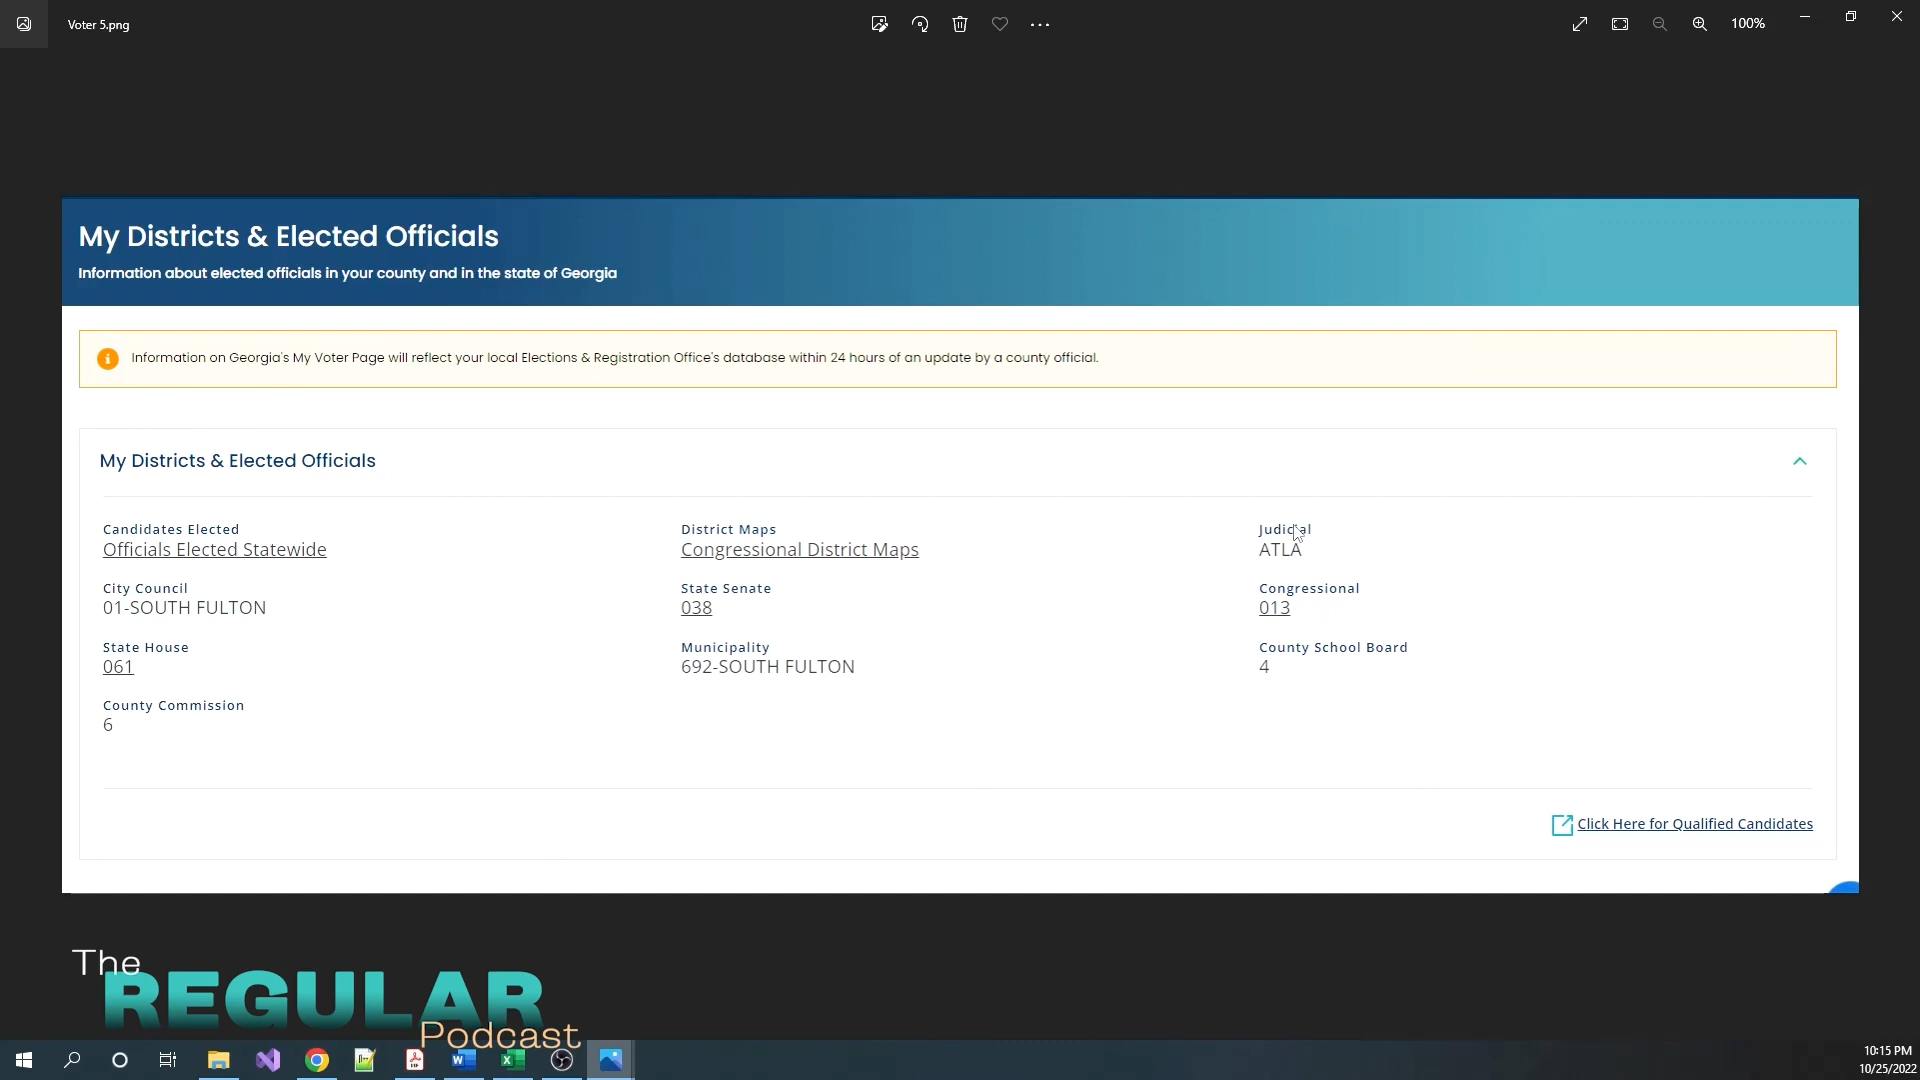 Voter 5.png
100%
My Districts & Elected Officials
Information about elected officials in your county and in the state of Georgia
Information on Georgia's My Voter Page will reflect your local Elections & Registration Office's database within 24 hours of an update by a county official.
My Districts & Elected Officials
Candidates Elected
Officials Elected Statewide
District Maps
Congressional District Maps
Judicial
ATLA
City Council
01-SOUTH FULTON
State Senate
038
Congressional
013
State House
061
Municipality
692-SOUTH FULTON
County School Board
4
County Commission
6
Click Here for Qualified Candidates
The
REGULAR
Podcast
10:15 PM
10/25/2022